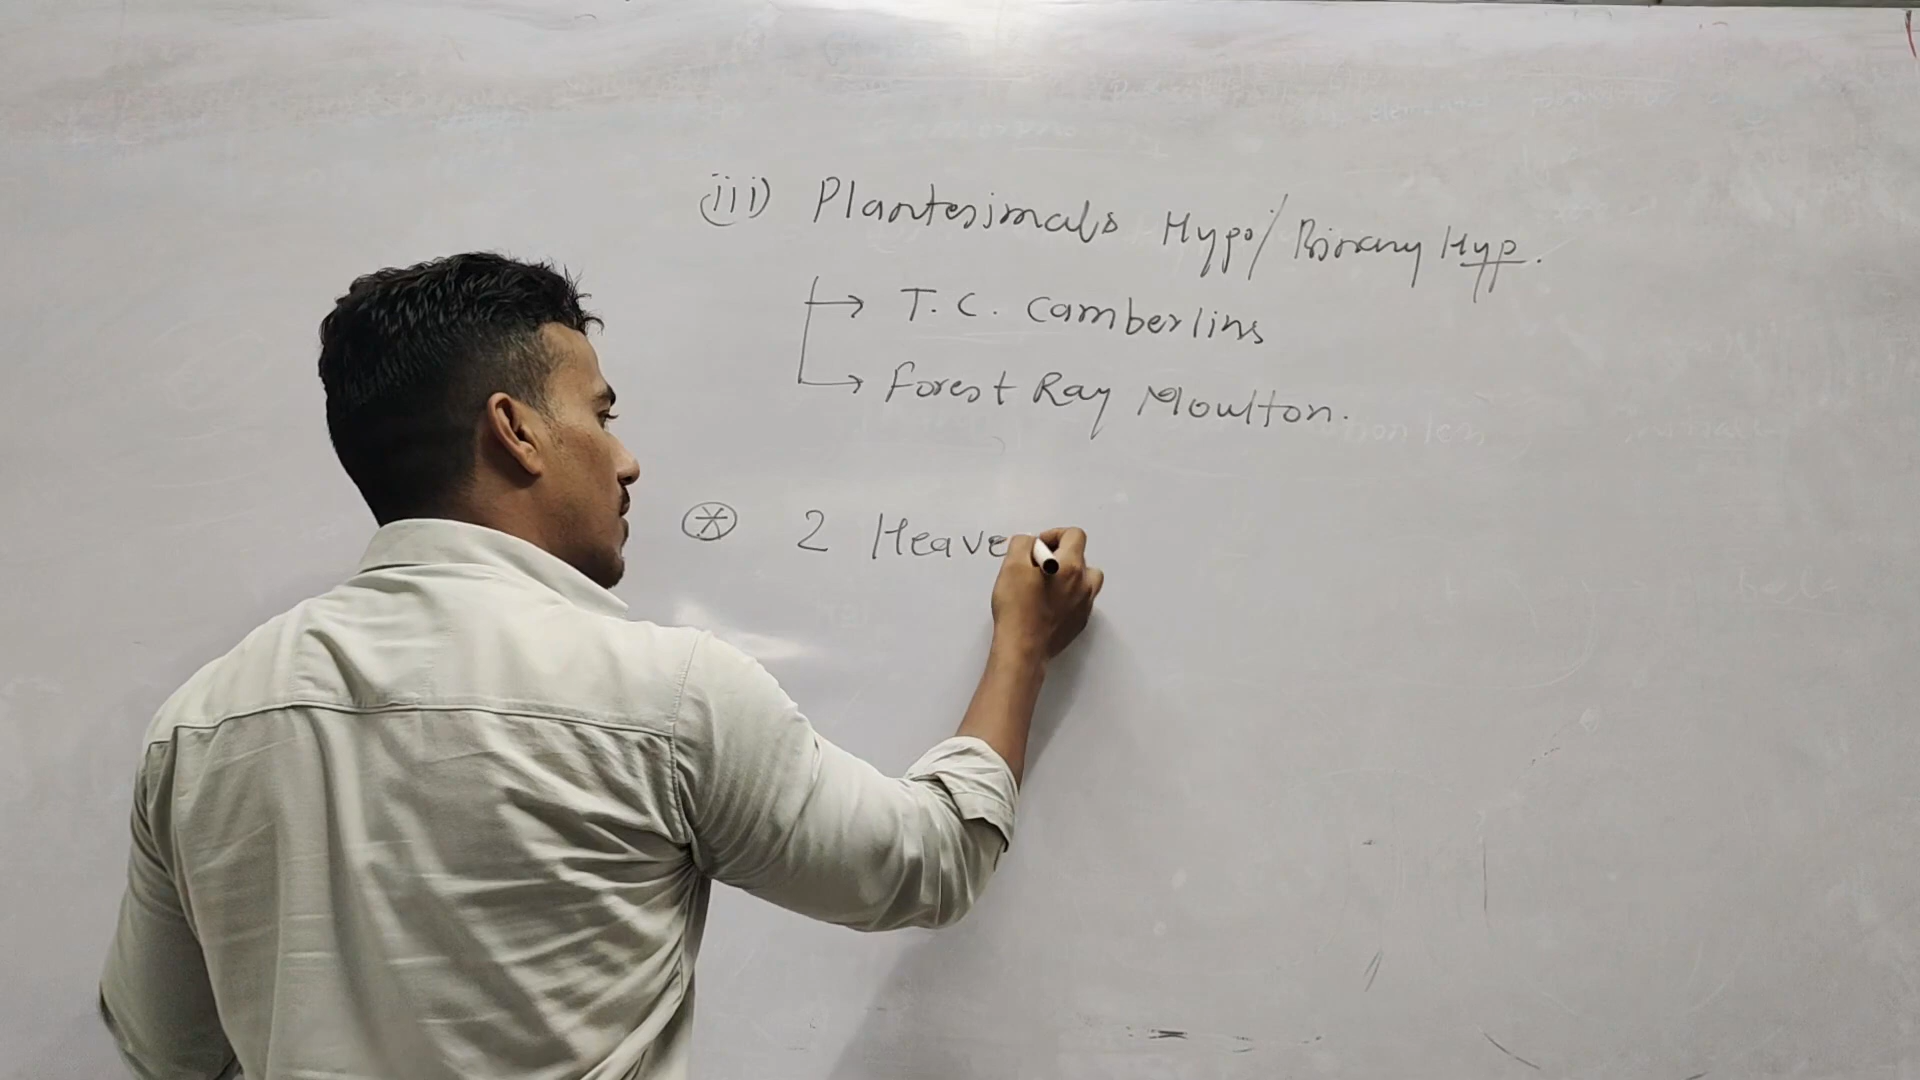 (iii) Plantesimals Hypo/ Binary Hyp.
→ T. C. Camberlins
→ Forest Ray Moulton.
* 2 Heave